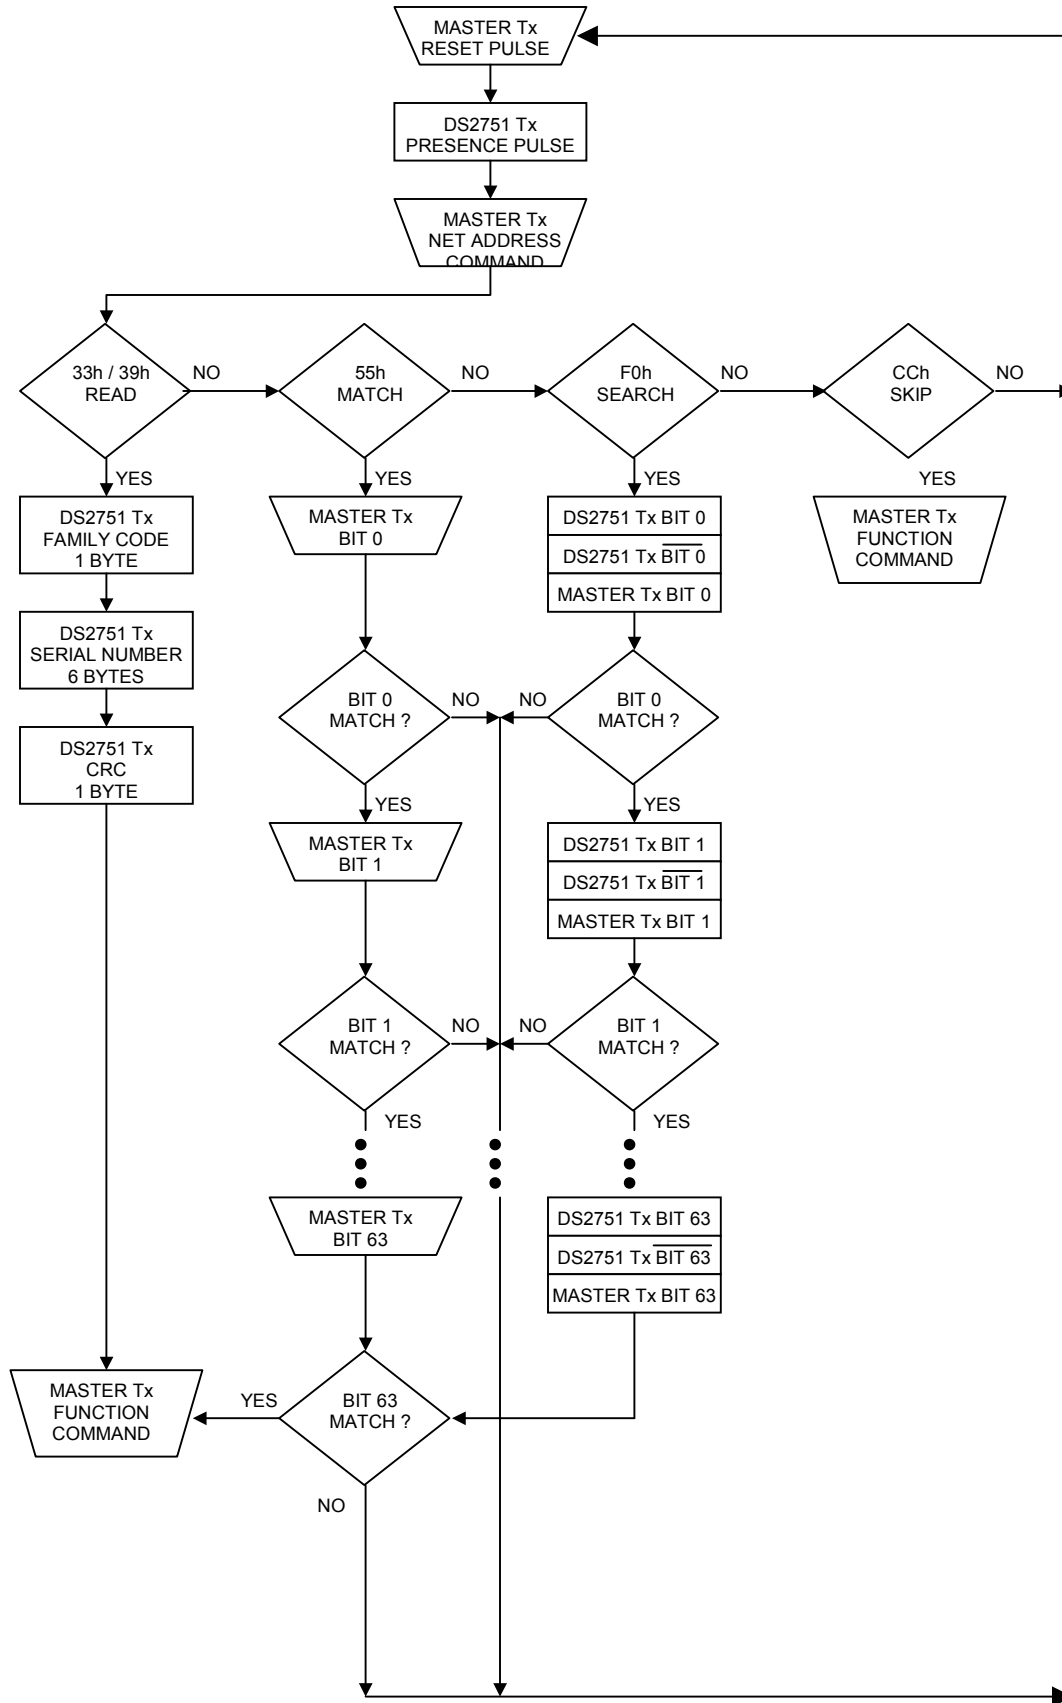 MASTER Tx
RESET PULSE
DS2751 Tx
PRESENCE PULSE
MASTER Tx
NET ADDRESS
COMMAND
33h / 39h
READ
NO
55h
MATCH
NO
F0h
SEARCH
NO
CCh
SKIP
NO
YES
YES
YES
YES
DS2751 Tx
FAMILY CODE
1 BYTE
MASTER Tx
BIT 0
DS2751 Tx BIT 0
DS2751 Tx B̅I̅T̅ ̅0̅
MASTER Tx BIT 0
MASTER Tx
FUNCTION
COMMAND
DS2751 Tx
SERIAL NUMBER
6 BYTES
BIT 0
MATCH ?
NO
NO
BIT 0
MATCH ?
DS2751 Tx
CRC
1 BYTE
YES
YES
MASTER Tx
BIT 1
DS2751 Tx BIT 1
DS2751 Tx B̅I̅T̅ ̅1̅
MASTER Tx BIT 1
BIT 1
MATCH ?
NO
NO
BIT 1
MATCH ?
YES
YES
MASTER Tx
BIT 63
DS2751 Tx BIT 63
DS2751 Tx B̅I̅T̅ ̅6̅3̅
MASTER Tx BIT 63
MASTER Tx
FUNCTION
COMMAND
YES
BIT 63
MATCH ?
NO